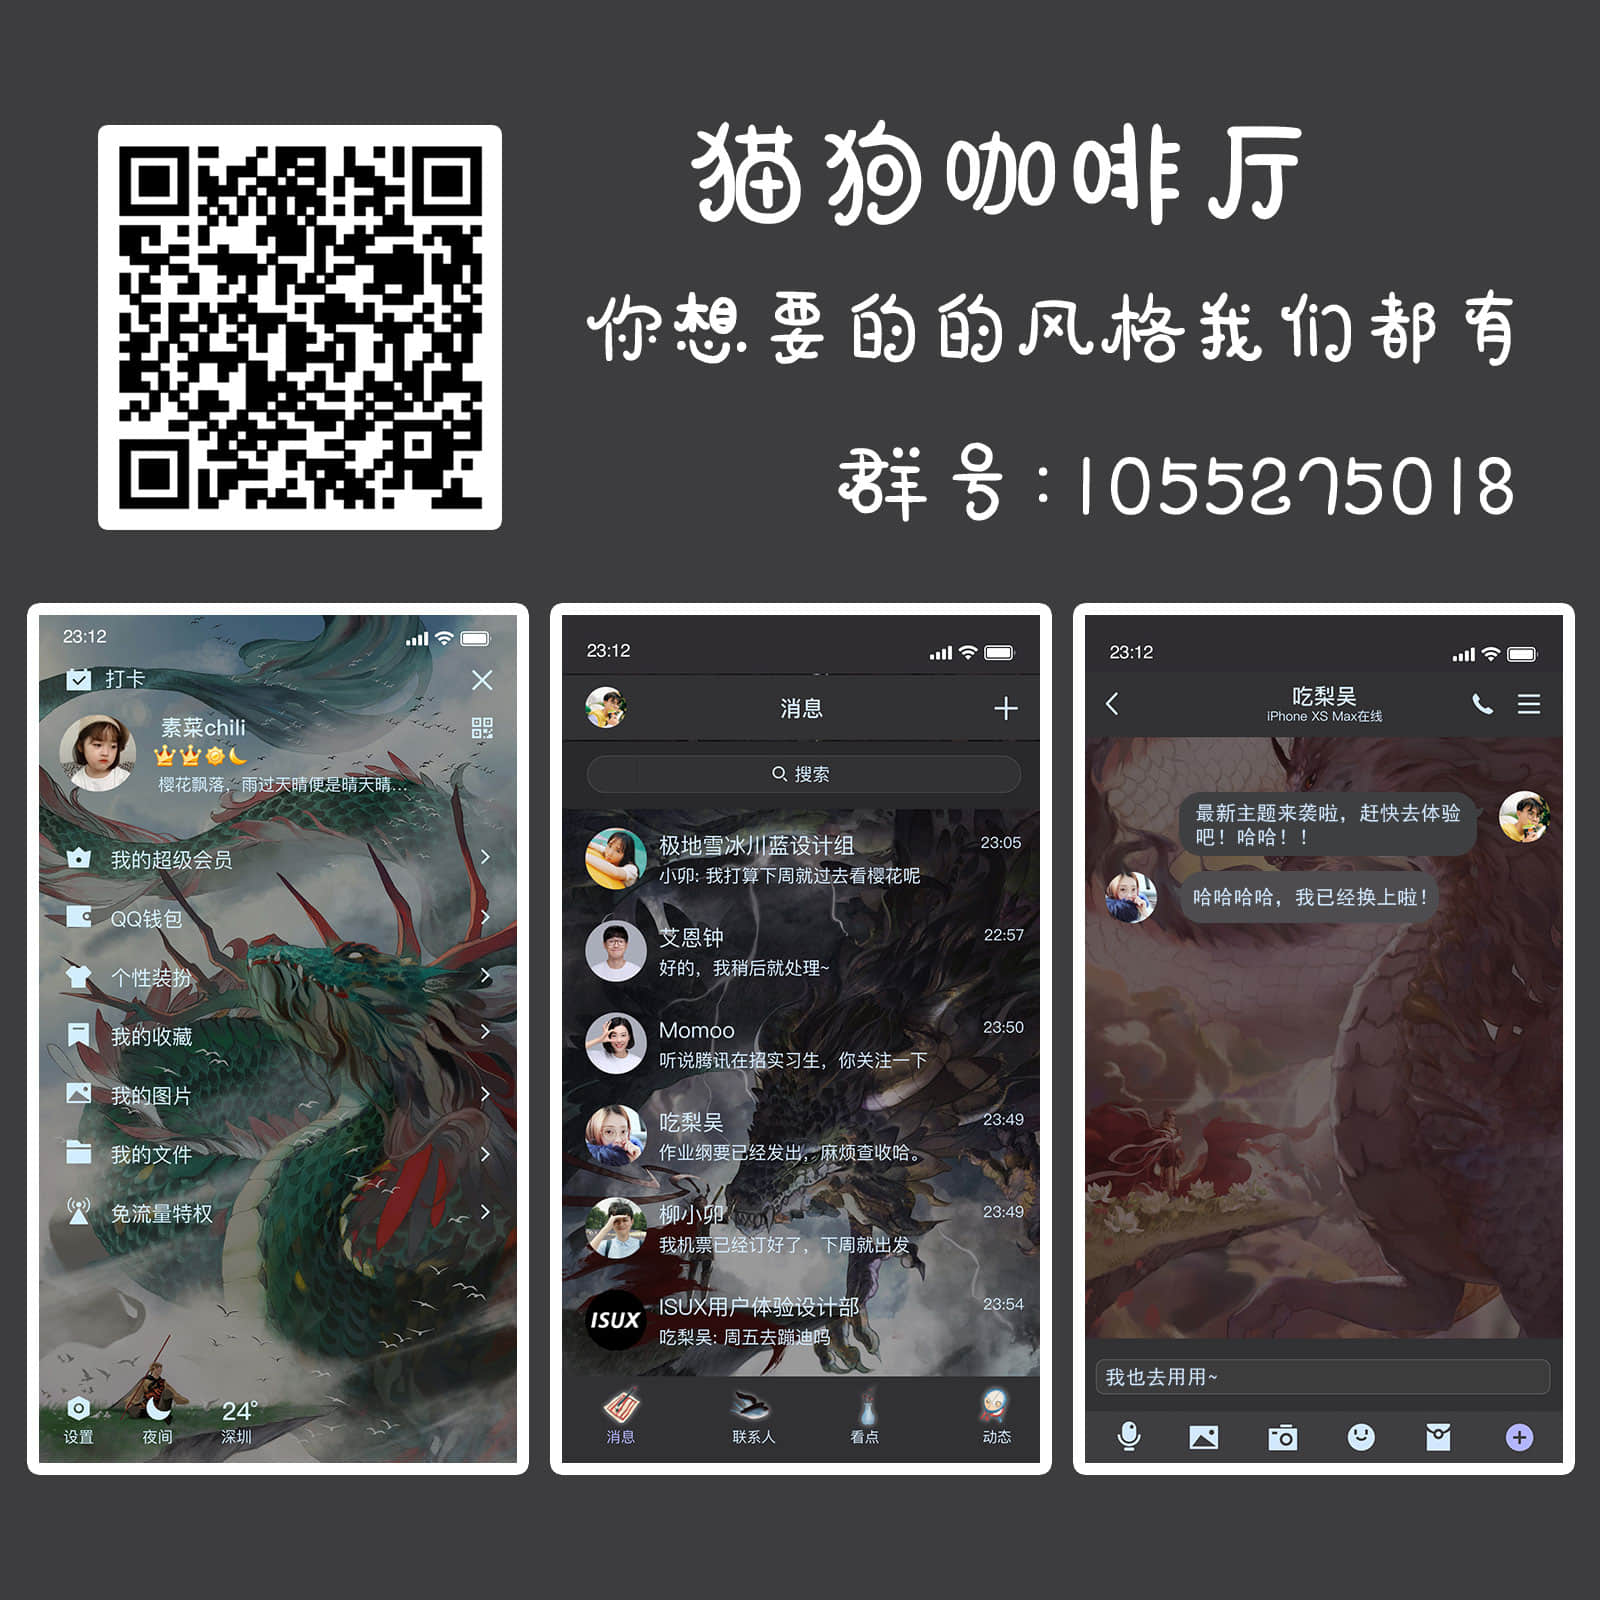 猫狗咖啡厅
你想要的的风格我们都有
群号:1055275018
23:12
打卡
素菜chili
樱花飘落，雨过天晴便是晴天晴...
我的超级会员
QQ钱包
个性装扮
我的收藏
我的图片
我的文件
免流量特权
24°
设置
夜间
深圳
23:12
消息
搜索
极地雪冰川蓝设计组
23:05
小卯: 我打算下周就过去看樱花呢
艾恩钟
22:57
好的，我稍后就处理~
Momoo
23:50
听说腾讯在招实习生，你关注一下
吃梨吴
23:49
作业纲要已经发出，麻烦查收哈。
柳小卯
23:49
我机票已经订好了，下周就出发
ISUX
ISUX用户体验设计部
23:54
吃梨吴: 周五去蹦迪吗
消息
联系人
看点
动态
23:12
吃梨吴
iPhone XS Max在线
最新主题来袭啦，赶快去体验
吧！哈哈！！
哈哈哈哈，我已经换上啦！
我也去用用~